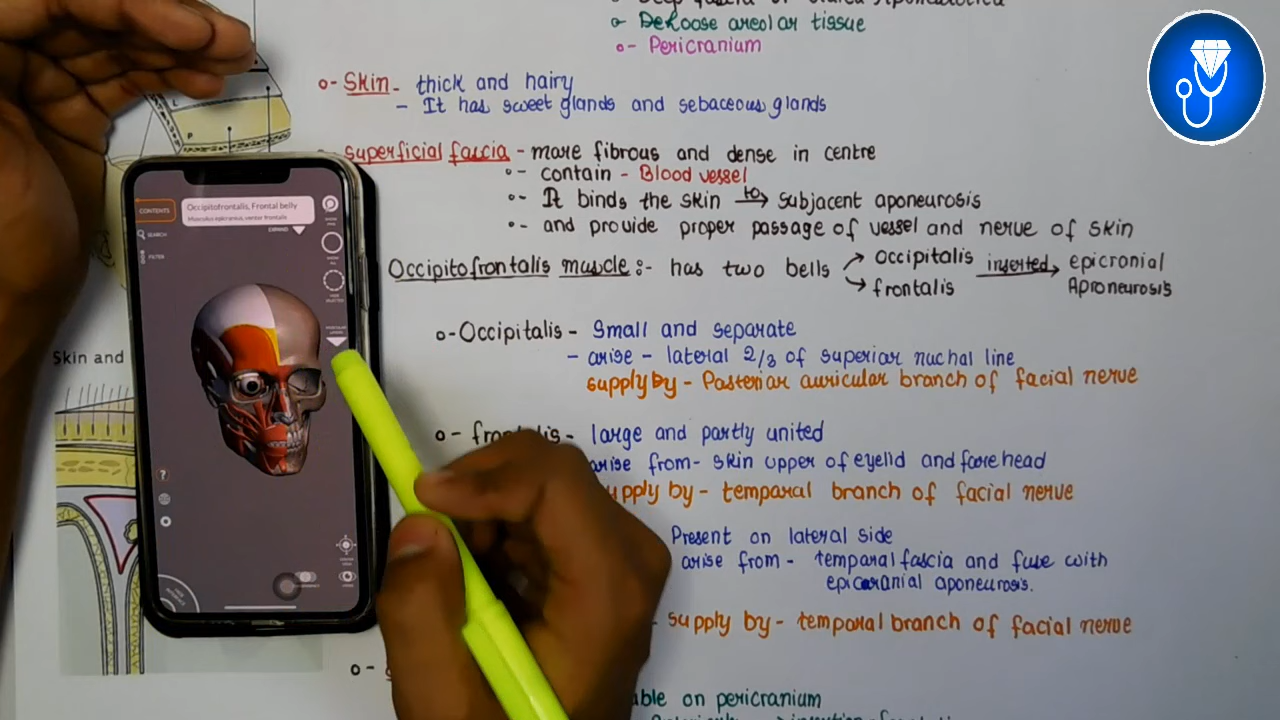 o- DeLoose areolar tissue
o- Pericranium
o- Skin - thick and hairy
- It has sweet glands and sebaceous glands
superficial fascia - more fibrous and dense in centre
o- contain - Blood vessel
o- It binds the skin to → subjacent aponeurosis
o- and provide proper passage of vessel and nerve of skin
Occipitofrontalis muscle :- has two bells
occipitalis
frontalis
inserted
epicronial
Aproneurosis
o- Occipitalis - Small and separate
- arise - lateral 2/3 of superior nuchal line
supply by - Posterior auricular branch of facial nerve
o- frontalis - large and partly united
arise from - skin upper of eyelid and forehead
supply by - temporal branch of facial nerve
Present on lateral side
arise from - temporal fascia and fuse with
epicaranial aponeurosis.
supply by - temporal branch of facial nerve
on pericranium
CONTENTS
Occipitofrontalis, Frontal belly
Musculus epicranius, venter frontalis
EXPAND
SEARCH
FILTER
Skin and
L
P